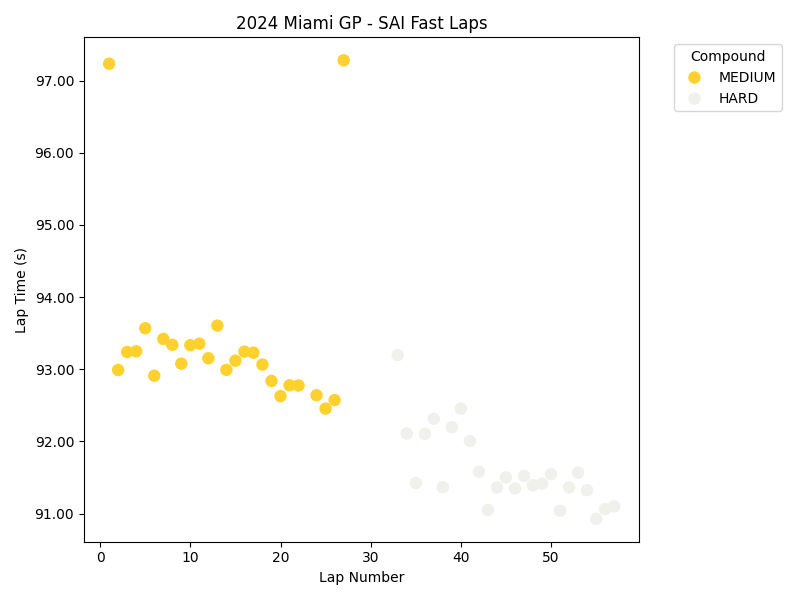 2024 Miami GP - SAI Fast Laps
Compound
MEDIUM
HARD
97.00
96.00
95.00
94.00
93.00
92.00
91.00
Lap Time (s)
0 10 20 30 40 50
Lap Number